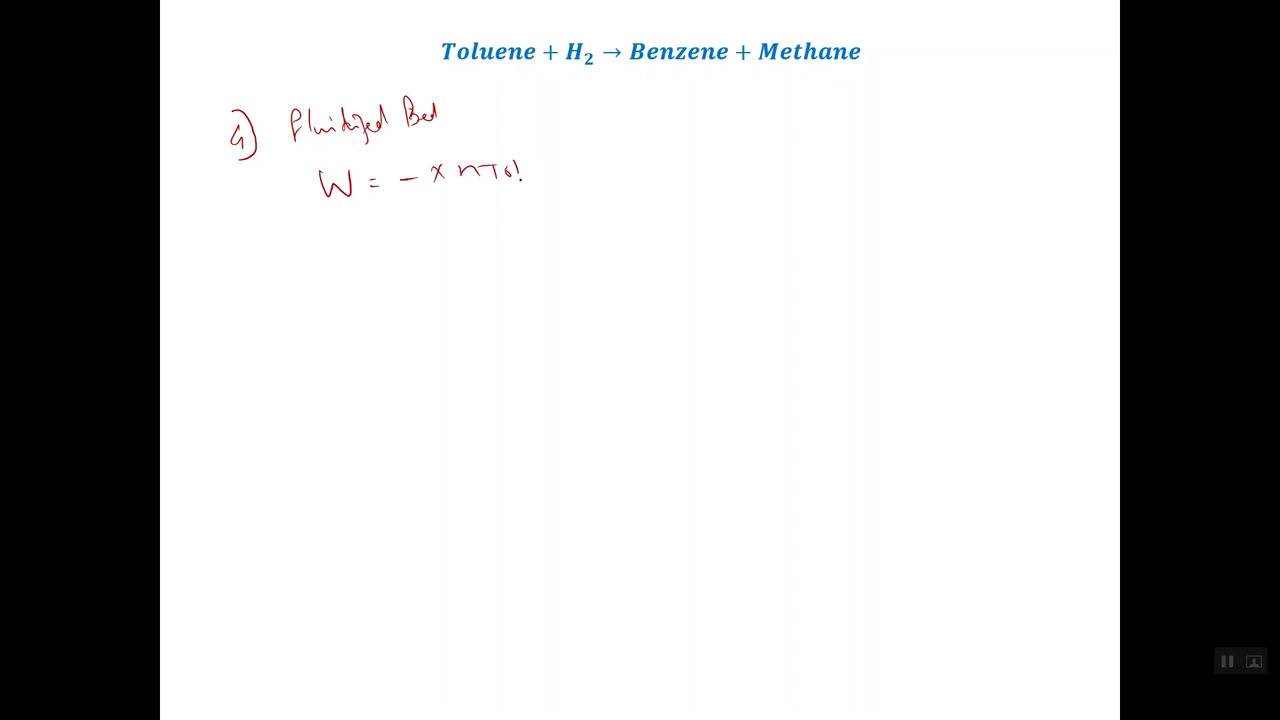 Toluene + H₂ → Benzene + Methane
4) Fluidized Bed
W = - x nTol